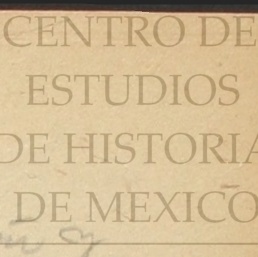 CENTRO DE
ESTUDIOS
DE HISTORIA
DE MEXICO